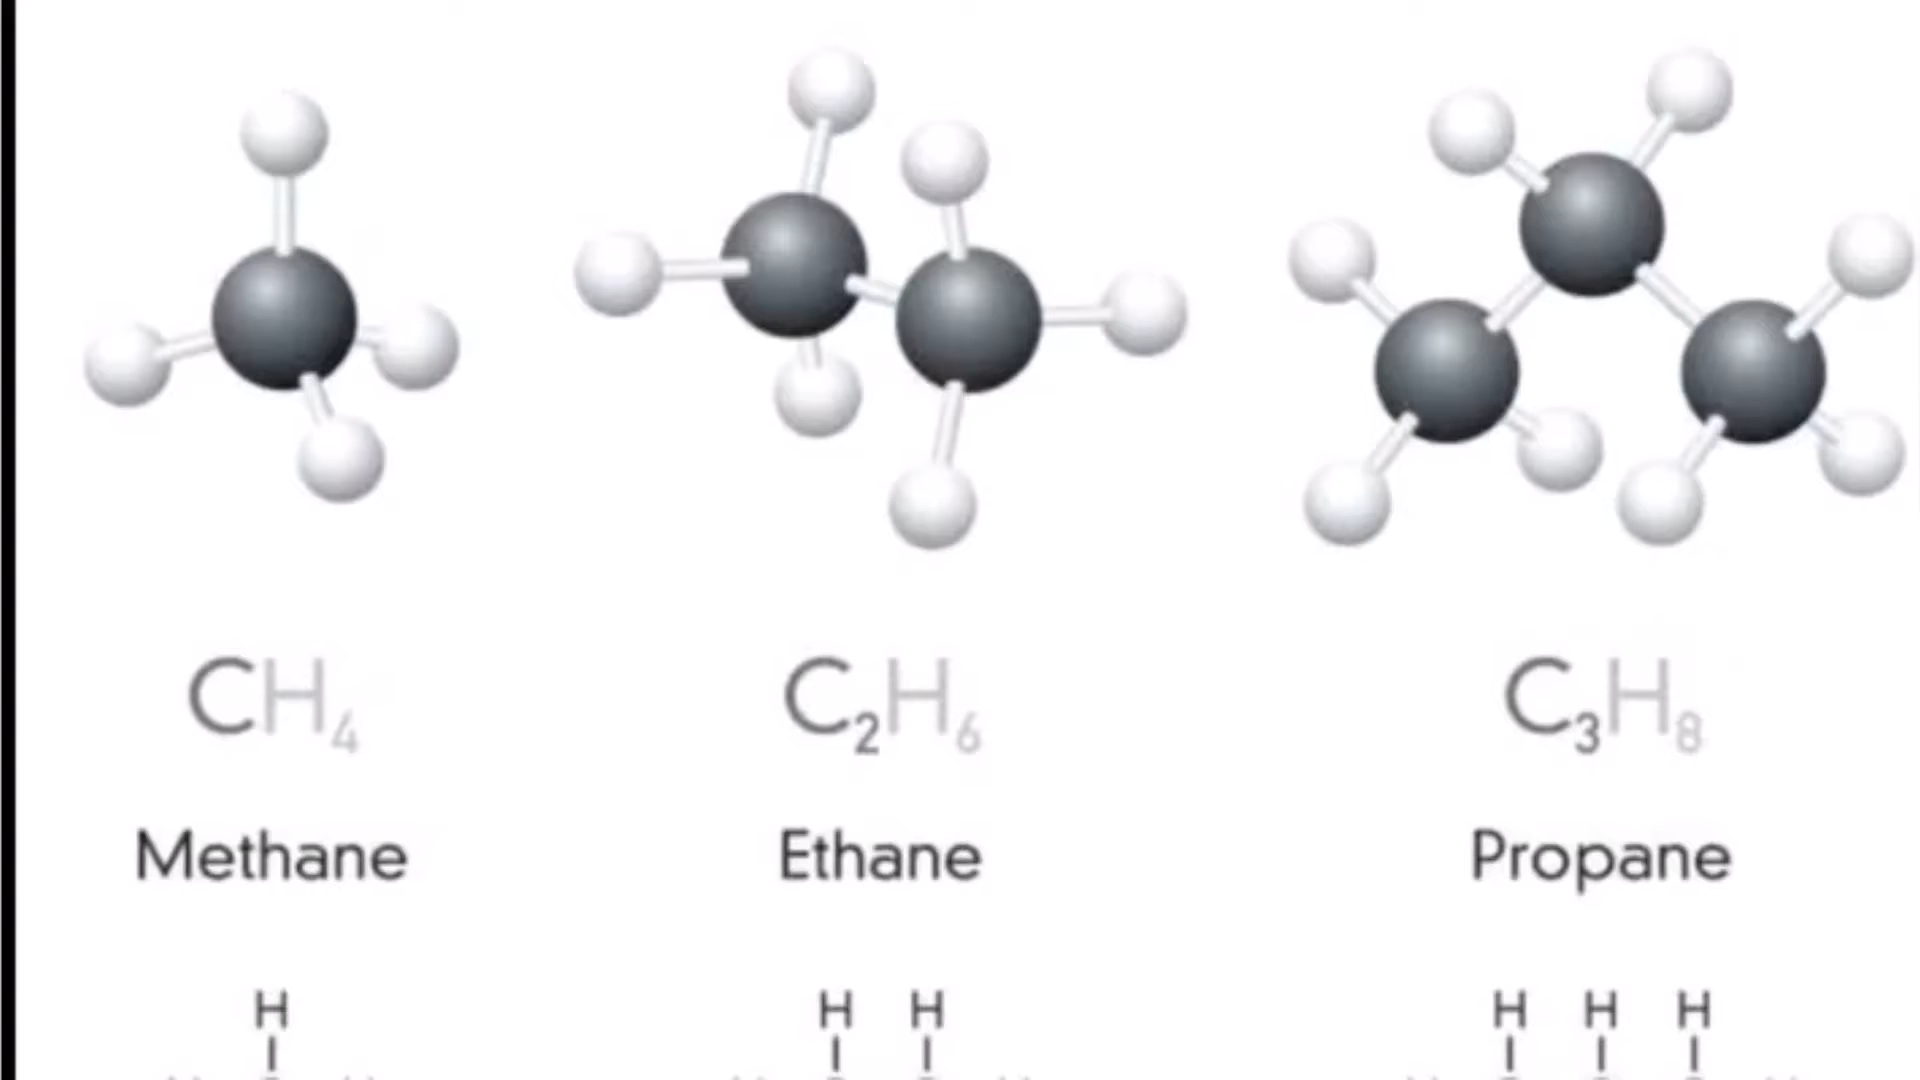 CH₄ C₂H₆ C₃H₈
Methane Ethane Propane
H H H H H H